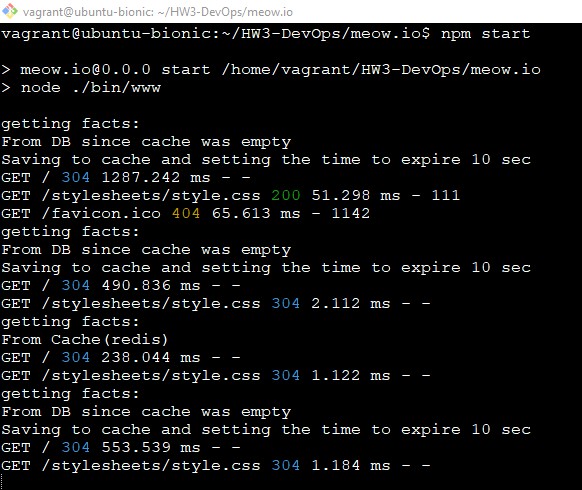 vagrant@ubuntu-bionic: ~/HW3-DevOps/meow.io
vagrant@ubuntu-bionic:~/HW3-DevOps/meow.io$ npm start
> meow.io@0.0.0 start /home/vagrant/HW3-DevOps/meow.io
> node ./bin/www
getting facts:
From DB since cache was empty
Saving to cache and setting the time to expire 10 sec
GET / 304 1287.242 ms - -
GET /stylesheets/style.css 200 51.298 ms - 111
GET /favicon.ico 404 65.613 ms - 1142
getting facts:
From DB since cache was empty
Saving to cache and setting the time to expire 10 sec
GET / 304 490.836 ms - -
GET /stylesheets/style.css 304 2.112 ms - -
getting facts:
From Cache(redis)
GET / 304 238.044 ms - -
GET /stylesheets/style.css 304 1.122 ms - -
getting facts:
From DB since cache was empty
Saving to cache and setting the time to expire 10 sec
GET / 304 553.539 ms - -
GET /stylesheets/style.css 304 1.184 ms - -